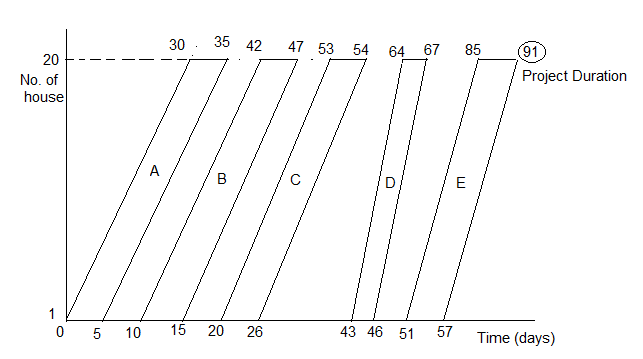 30 35 42 47 53 54 64 67 85 91
20
No. of
house
Project Duration
A B C D E
1
0 5 10 15 20 26 43 46 51 57
Time (days)